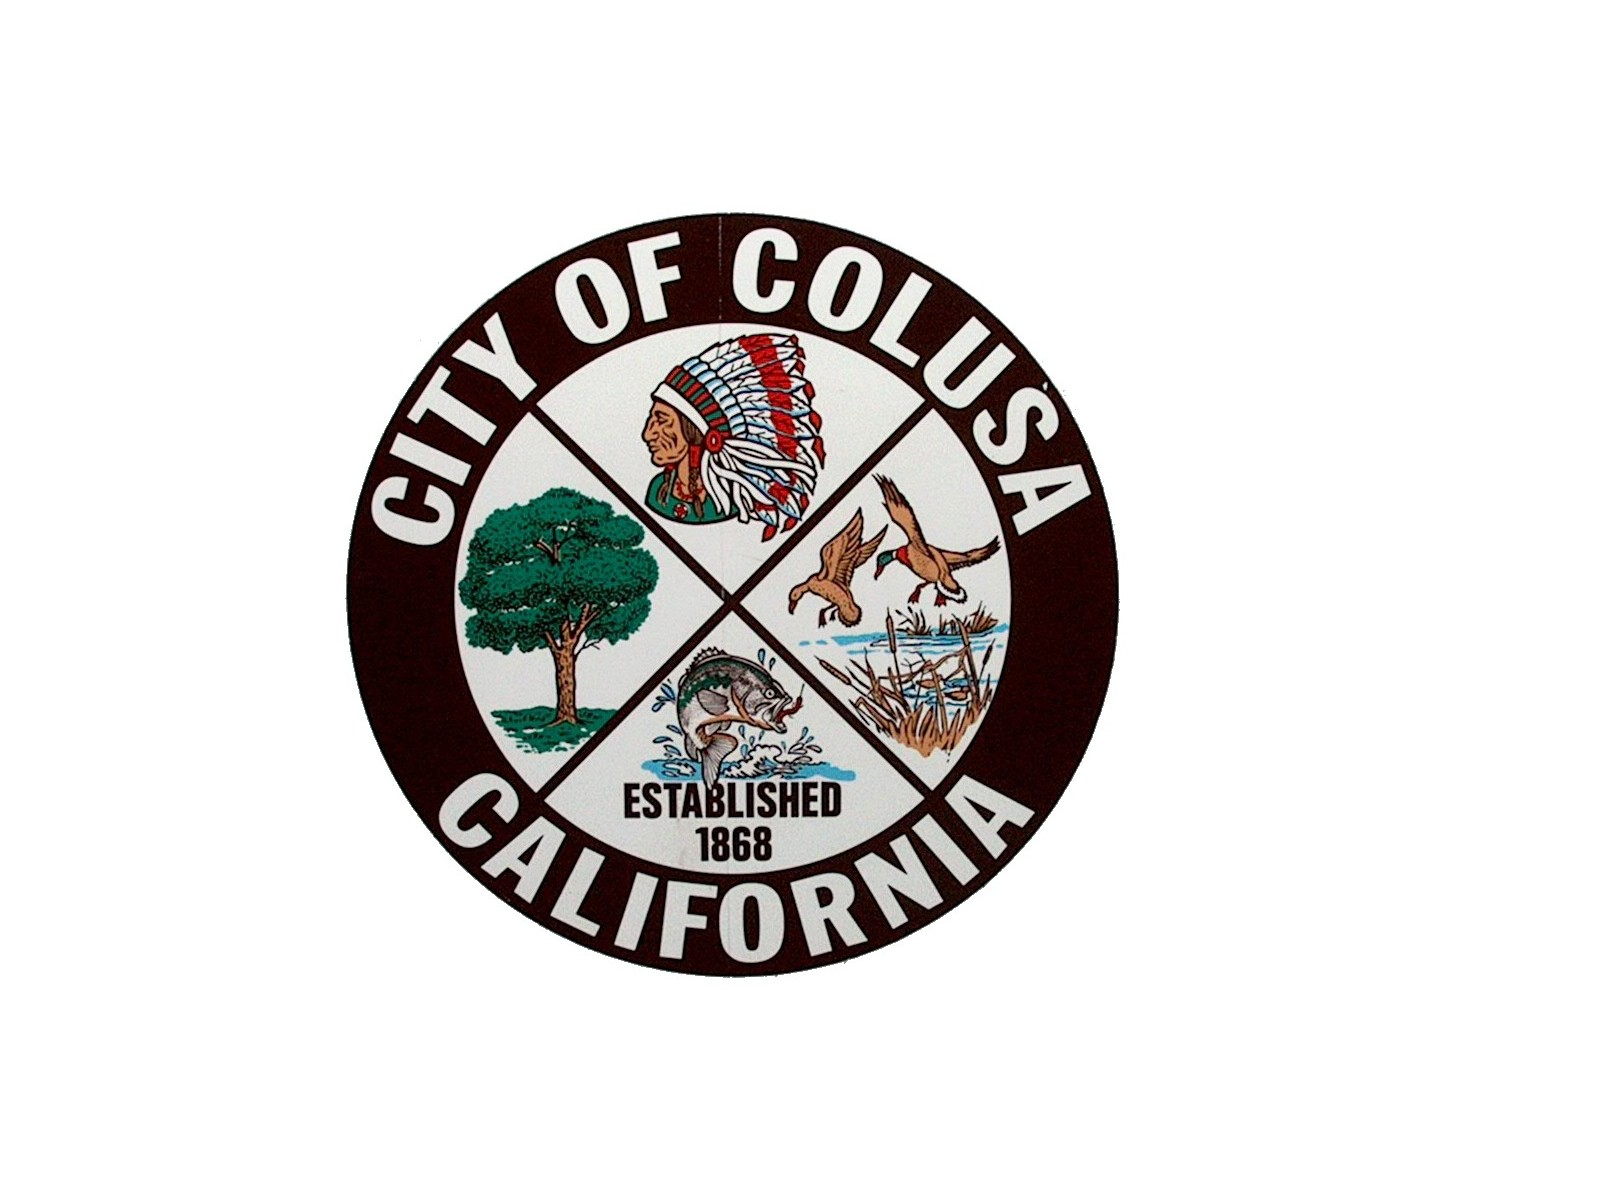 CITY OF COLUSA
ESTABLISHED
1868
CALIFORNIA